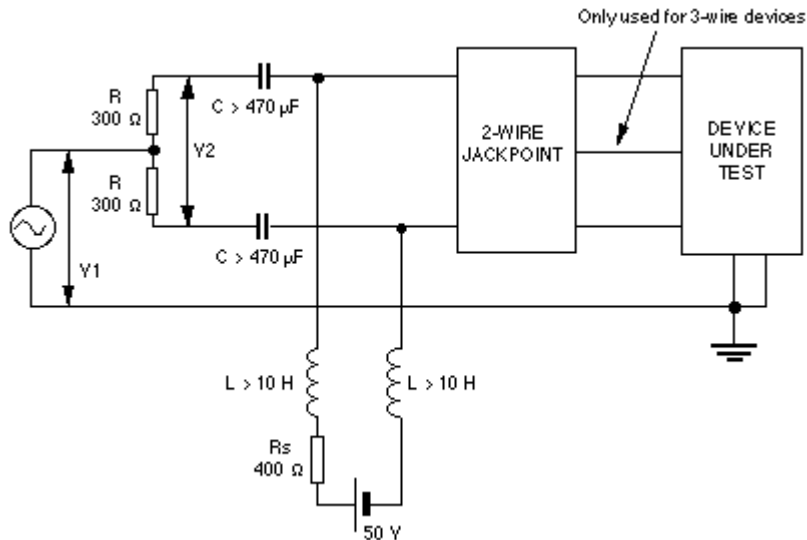 Only used for 3-wire devices
R
300 Ω
C > 470 µF
V2
2-WIRE
JACKPOINT
DEVICE
UNDER
TEST
R
300 Ω
C > 470 µF
V1
L > 10 H
L > 10 H
Rs
400 Ω
50 V